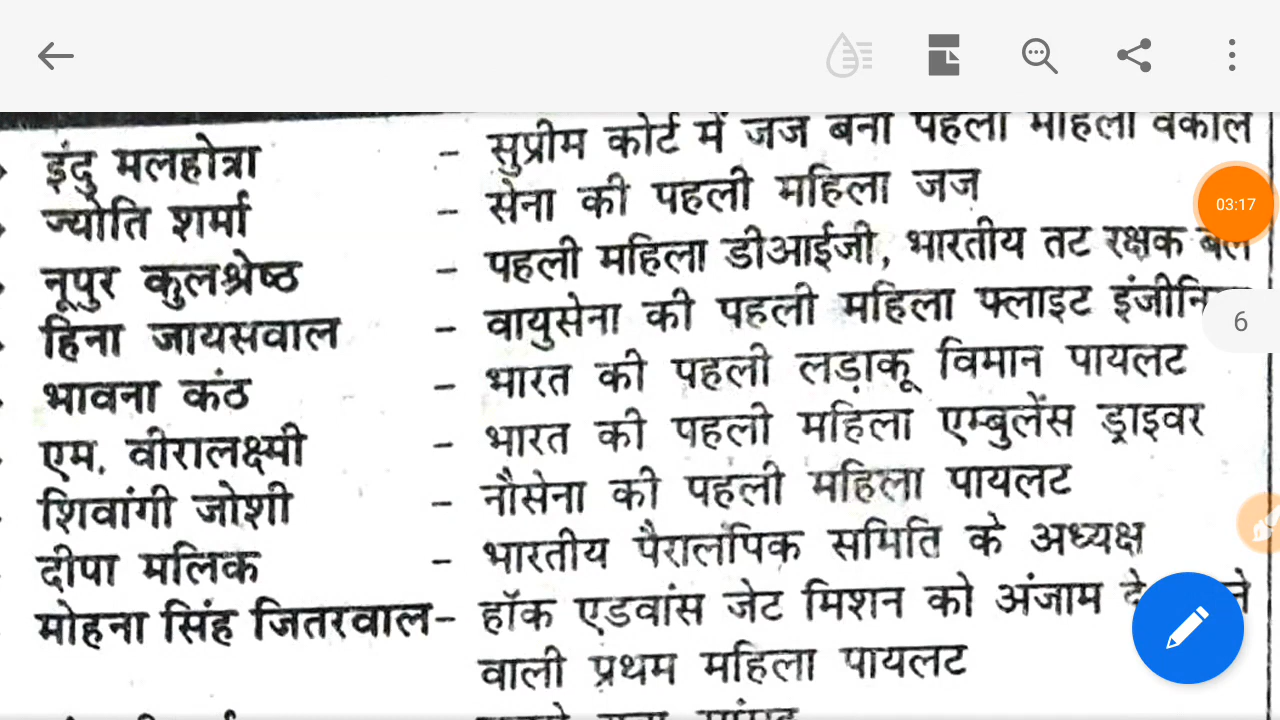 इंदु मलहोत्रा - सुप्रीम कोर्ट में जज बनी पहली महिला वकील
ज्योति शर्मा - सेना की पहली महिला जज
03:17
नूपुर कुलश्रेष्ठ - पहली महिला डीआईजी, भारतीय तट रक्षक बल
हिना जायसवाल - वायुसेना की पहली महिला फ्लाइट
6
भावना कंठ - भारत की पहली लड़ाकू विमान पायलट
एम. वीरालक्ष्मी - भारत की पहली महिला एम्बुलेंस ड्राइवर
शिवांगी जोशी - नौसेना की पहली महिला पायलट
दीपा मलिक - भारतीय पैरालंपिक समिति के अध्यक्ष
मोहना सिंह जितरवाल - हॉक एडवांस जेट मिशन को अंजाम
वाली प्रथम महिला पायलट